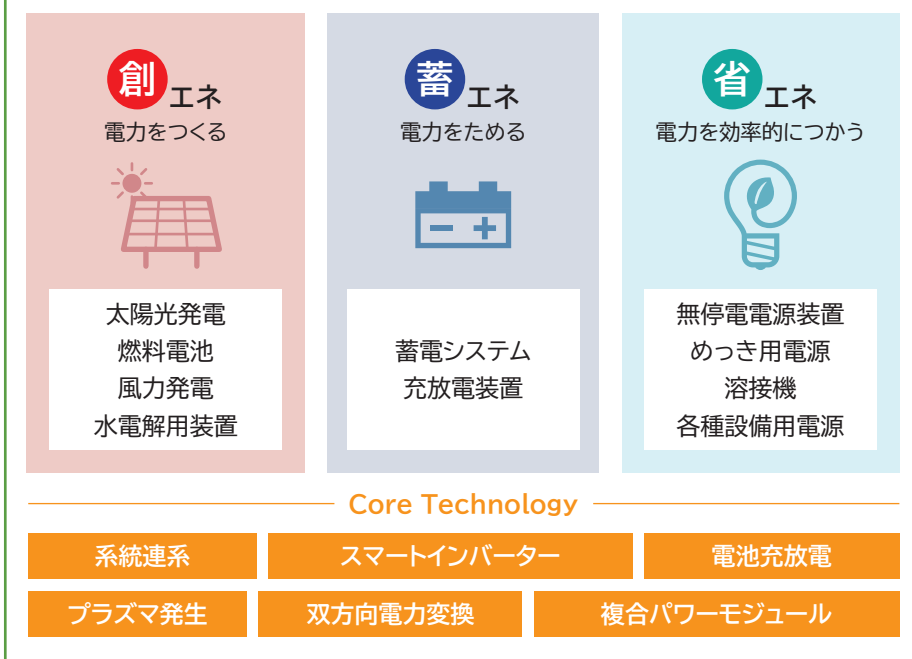 創エネ
電力をつくる
太陽光発電
燃料電池
風力発電
水電解用装置
蓄エネ
電力をためる
蓄電システム
充放電装置
省エネ
電力を効率的につかう
無停電電源装置
めっき用電源
溶接機
各種設備用電源
Core Technology
系統連系
スマートインバーター
電池充放電
プラズマ発生
双方向電力変換
複合パワーモジュール